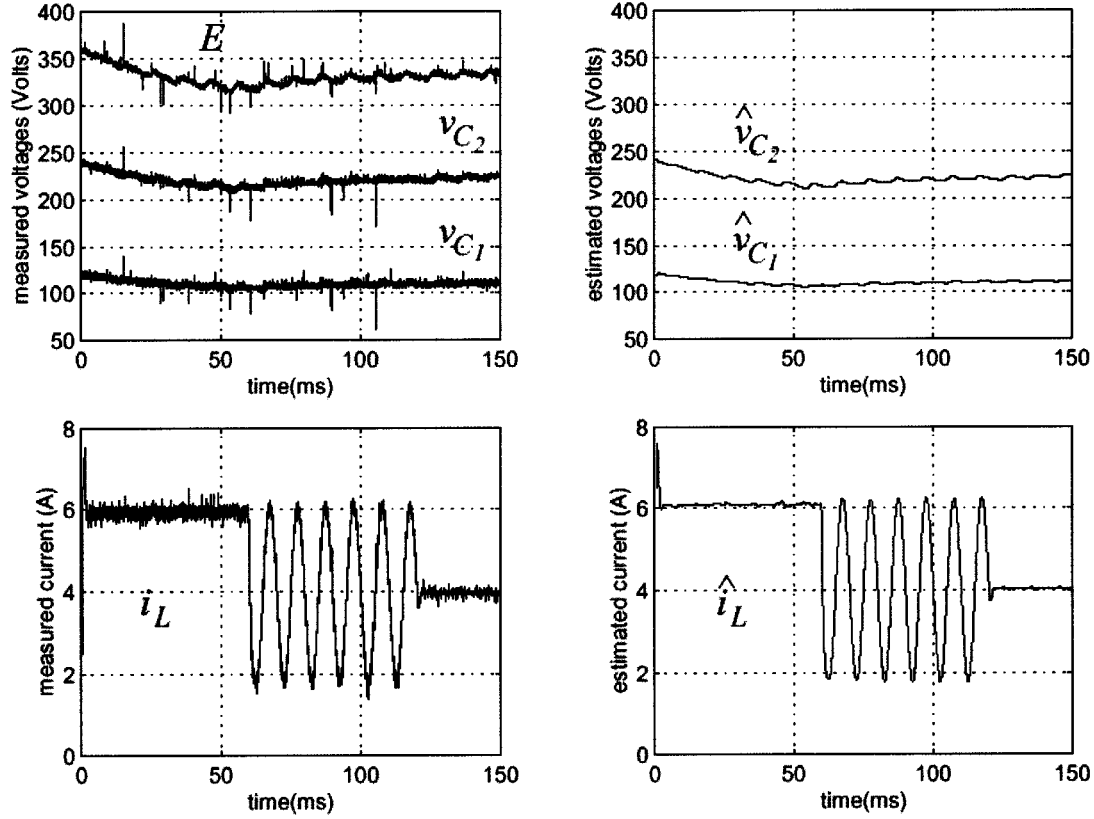 measured voltages (Volts)
400
350
300
250
200
150
100
50
E
v_{C_2}
v_{C_1}
0
50
100
150
time(ms)
estimated voltages (Volts)
400
350
300
250
200
150
100
50
\hat{v}_{C_2}
\hat{v}_{C_1}
0
50
100
150
time(ms)
measured current (A)
8
6
4
2
0
i_L
0
50
100
150
time(ms)
estimated current (A)
8
6
4
2
0
\hat{i}_L
0
50
100
150
time(ms)